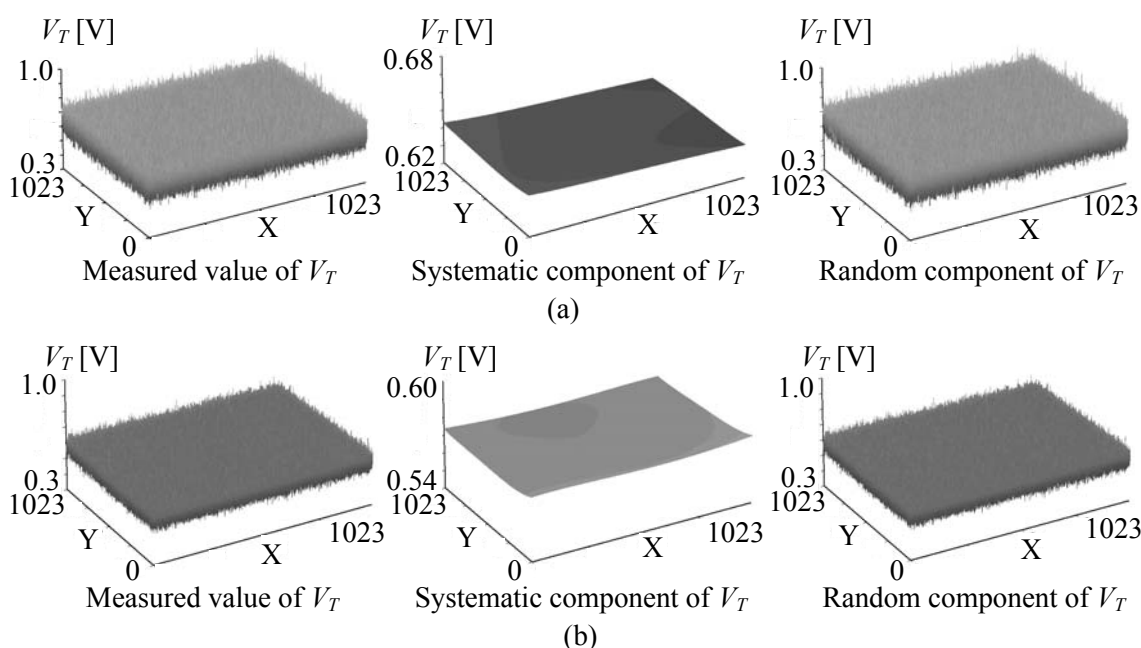 V_T [V]
1.0
0.3
1023
Y
0
X
1023
Measured value of V_T
V_T [V]
0.68
0.62
1023
Y
0
X
1023
Systematic component of V_T
V_T [V]
1.0
0.3
1023
Y
0
X
1023
Random component of V_T
(a)
V_T [V]
1.0
0.3
1023
Y
0
X
1023
Measured value of V_T
V_T [V]
0.60
0.54
1023
Y
0
X
1023
Systematic component of V_T
V_T [V]
1.0
0.3
1023
Y
0
X
1023
Random component of V_T
(b)